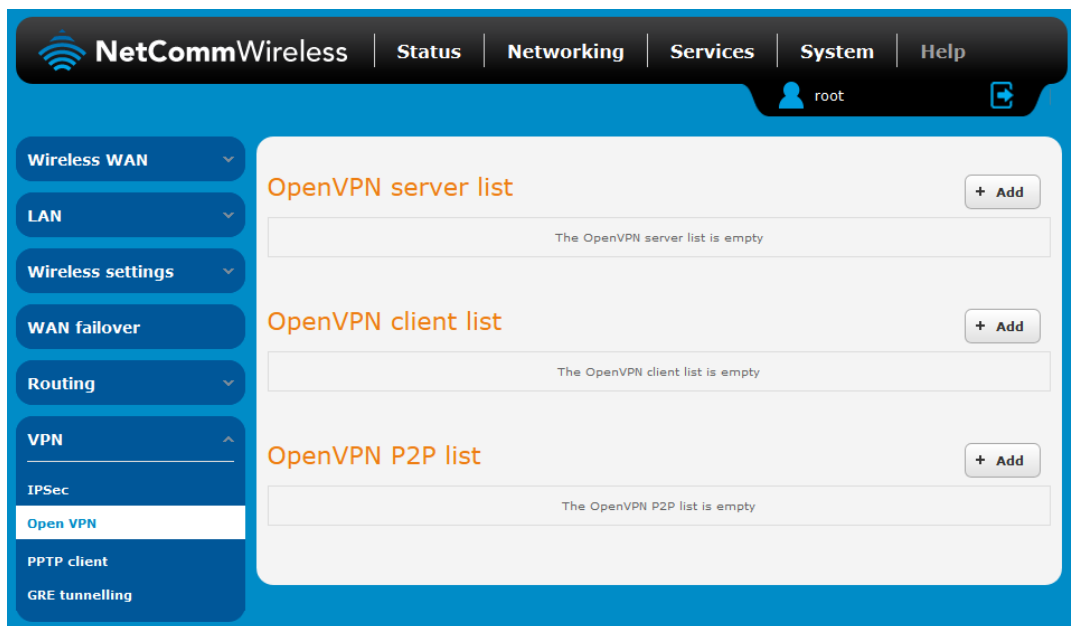 NetCommWireless Status Networking Services System Help
root
Wireless WAN
LAN
Wireless settings
WAN failover
Routing
VPN
IPSec
Open VPN
PPTP client
GRE tunnelling
OpenVPN server list
+ Add
The OpenVPN server list is empty
OpenVPN client list
+ Add
The OpenVPN client list is empty
OpenVPN P2P list
+ Add
The OpenVPN P2P list is empty